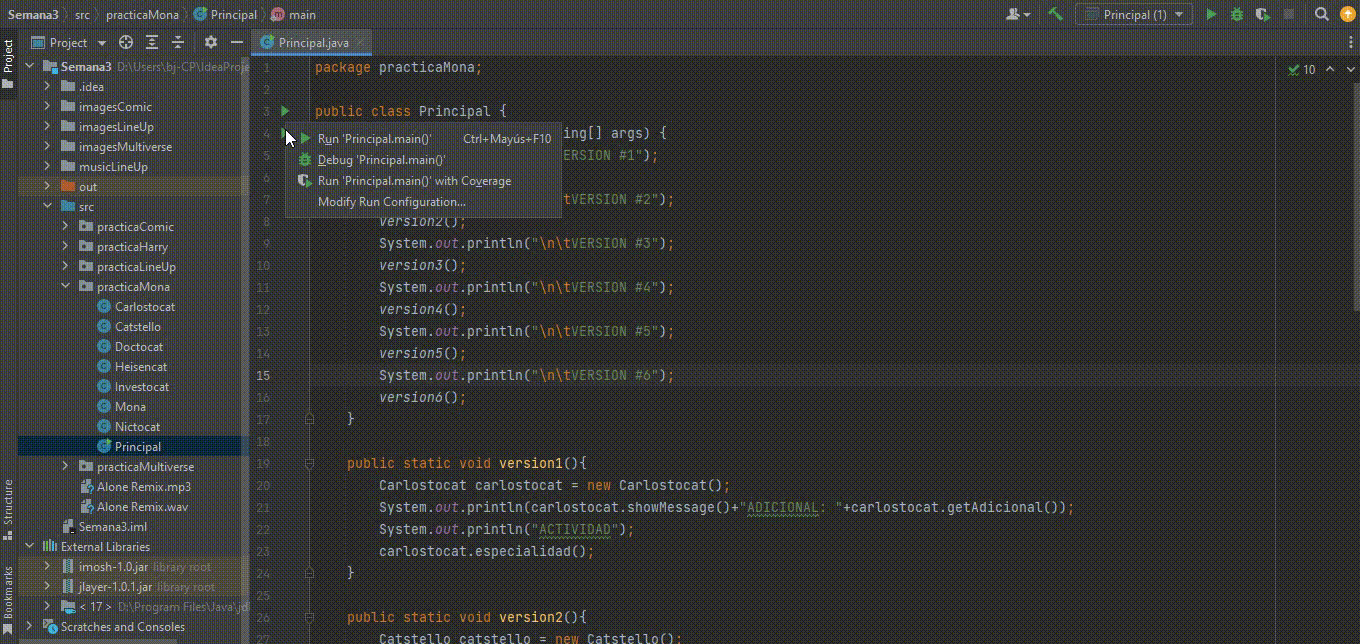 Semana3 src practicaMona Principal main Principal (1)
Project Principal.java
Project
Structure
Bookmarks
Semana3 D:\Users\bj-CP\IdeaProje
.idea
imagesComic
imagesLineUp
imagesMultiverse
musicLineUp
out
src
practicaComic
practicaHarry
practicaLineUp
practicaMona
Carlostocat
Catstello
Doctocat
Heisencat
Investocat
Mona
Nictocat
Principal
practicaMultiverse
Alone Remix.mp3
Alone Remix.wav
Semana3.iml
External Libraries
imosh-1.0.jar library root
jlayer-1.0.1.jar library root
< 17 > D:\Program Files\Java\jd
Scratches and Consoles
10
1 package practicaMona;
2
3 public class Principal {
4 ing[] args) {
5 ERSION #1");
6
7 \tVERSION #2");
8 version2();
9 System.out.println("\n\tVERSION #3");
10 version3();
11 System.out.println("\n\tVERSION #4");
12 version4();
13 System.out.println("\n\tVERSION #5");
14 version5();
15 System.out.println("\n\tVERSION #6");
16 version6();
17 }
18
19 public static void version1(){
20 Carlostocat carlostocat = new Carlostocat();
21 System.out.println(carlostocat.showMessage()+"ADICIONAL: "+carlostocat.getAdicional());
22 System.out.println("ACTIVIDAD");
23 carlostocat.especialidad();
24 }
25
26 public static void version2(){
27 Catstello catstello = new Catstello();
Run 'Principal.main()' Ctrl+Mayús+F10
Debug 'Principal.main()'
Run 'Principal.main()' with Coverage
Modify Run Configuration...